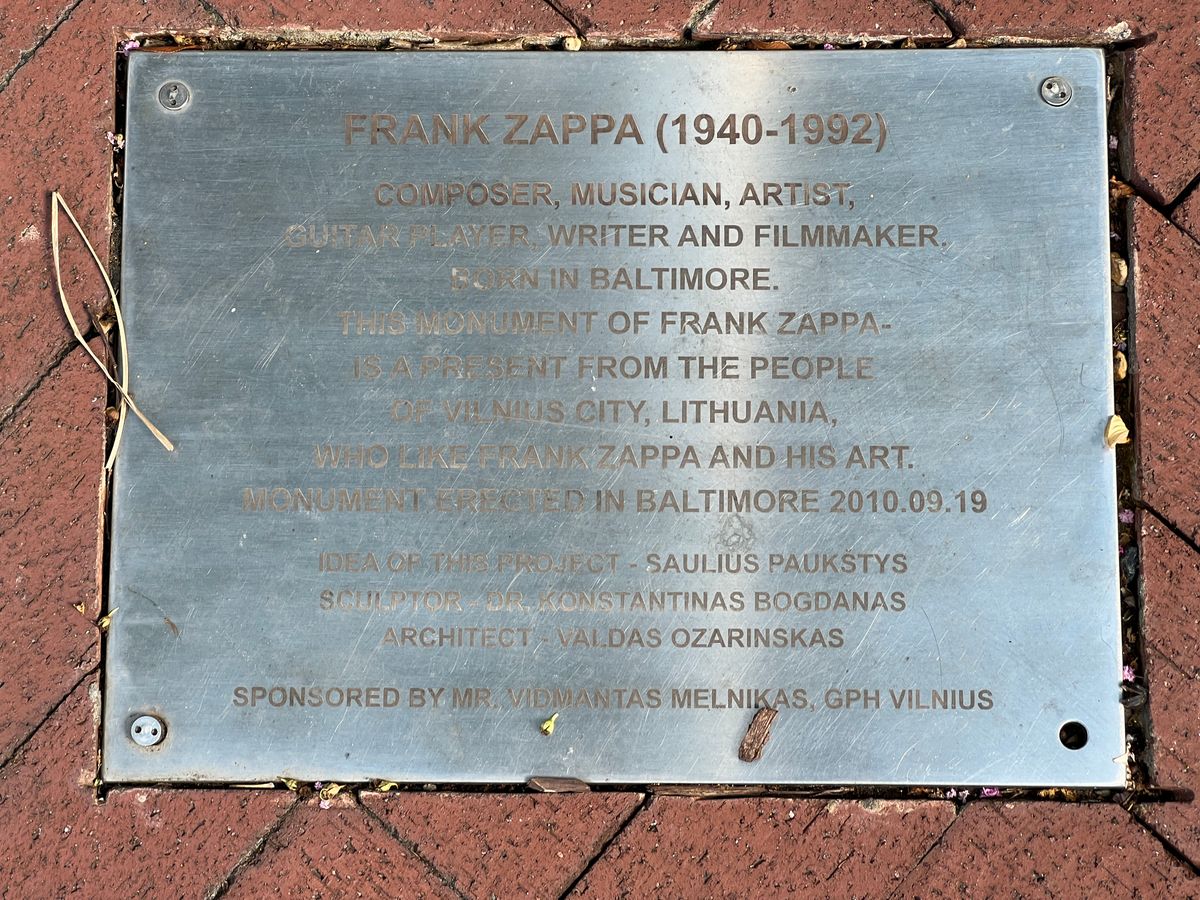 FRANK ZAPPA (1940-1992)
COMPOSER, MUSICIAN, ARTIST,
GUITAR PLAYER, WRITER AND FILMMAKER.
BORN IN BALTIMORE.
THIS MONUMENT OF FRANK ZAPPA-
IS A PRESENT FROM THE PEOPLE
OF VILNIUS CITY, LITHUANIA,
WHO LIKE FRANK ZAPPA AND HIS ART.
MONUMENT ERECTED IN BALTIMORE 2010.09.19
IDEA OF THIS PROJECT - SAULIUS PAUKŠTYS
SCULPTOR - DR. KONSTANTINAS BOGDANAS
ARCHITECT - VALDAS OZARINSKAS
SPONSORED BY MR. VIDMANTAS MELNIKAS, GPH VILNIUS